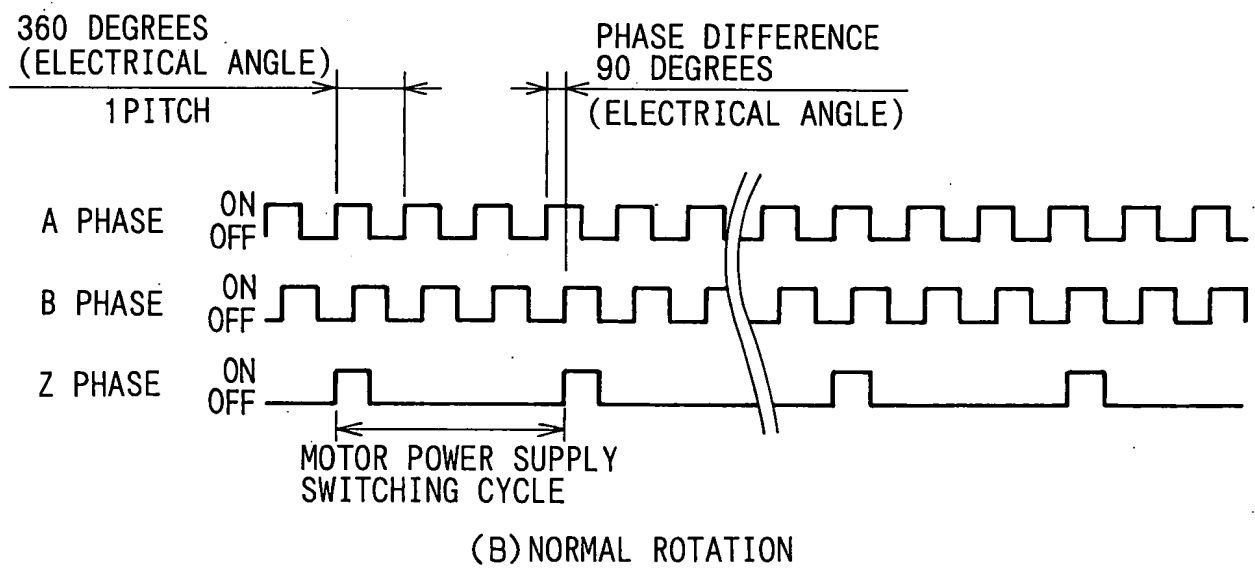 360 DEGREES
(ELECTRICAL ANGLE)
1PITCH
PHASE DIFFERENCE
90 DEGREES
(ELECTRICAL ANGLE)
A PHASE
ON
OFF
B PHASE
ON
OFF
Z PHASE
ON
OFF
MOTOR POWER SUPPLY
SWITCHING CYCLE
(B) NORMAL ROTATION